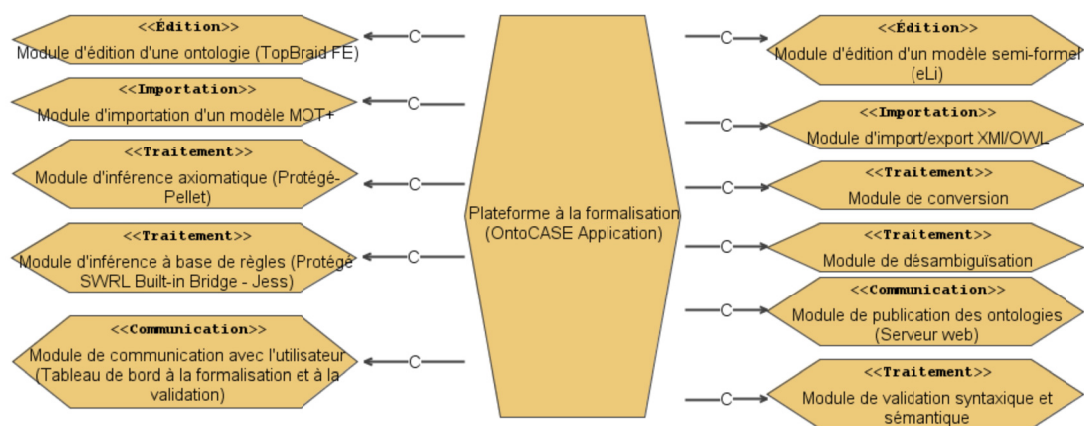 <<Édition>>
Module d'édition d'une ontologie (TopBraid FE)
<<Importation>>
Module d'importation d'un modèle MOT+
<<Traitement>>
Module d'inférence axiomatique (Protégé-
Pellet)
<<Traitement>>
Module d'inférence à base de règles (Protégé
SWRL Built-in Bridge - Jess)
<<Communication>>
Module de communication avec l'utilisateur
(Tableau de bord à la formalisation et à la
validation)
C
C
C
C
C
Plateforme à la formalisation
(OntoCASE Appication)
C
C
C
C
C
C
<<Édition>>
Module d'édition d'un modèle semi-formel
(eLi)
<<Importation>>
Module d'import/export XMI/OWL
<<Traitement>>
Module de conversion
<<Traitement>>
Module de désambiguïsation
<<Communication>>
Module de publication des ontologies
(Serveur web)
<<Traitement>>
Module de validation syntaxique et
sémantique